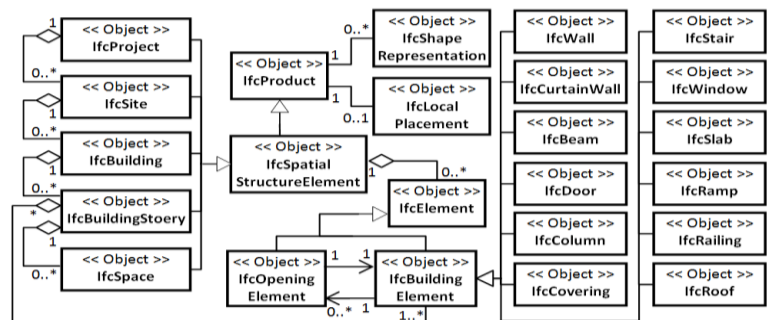 1
<< Object >>
IfcProject
0..*
<< Object >>
IfcSite
1
0..*
<< Object >>
IfcBuilding
1
0..*
*
<< Object >>
IfcBuildingStoery
1
0..*
<< Object >>
IfcSpace
<< Object >>
IfcProduct
1
0..*
<< Object >>
IfcShape
Representation
1
0..1
<< Object >>
IfcLocal
Placement
<< Object >>
IfcSpatial
StructureElement
1
0..*
<< Object >>
IfcElement
<< Object >>
IfcOpening
Element
1
1
0..*
1
<< Object >>
IfcBuilding
Element
1..*
<< Object >>
IfcWall
<< Object >>
IfcCurtainWall
<< Object >>
IfcBeam
<< Object >>
IfcDoor
<< Object >>
IfcColumn
<< Object >>
IfcCovering
<< Object >>
IfcStair
<< Object >>
IfcWindow
<< Object >>
IfcSlab
<< Object >>
IfcRamp
<< Object >>
IfcRailing
<< Object >>
IfcRoof